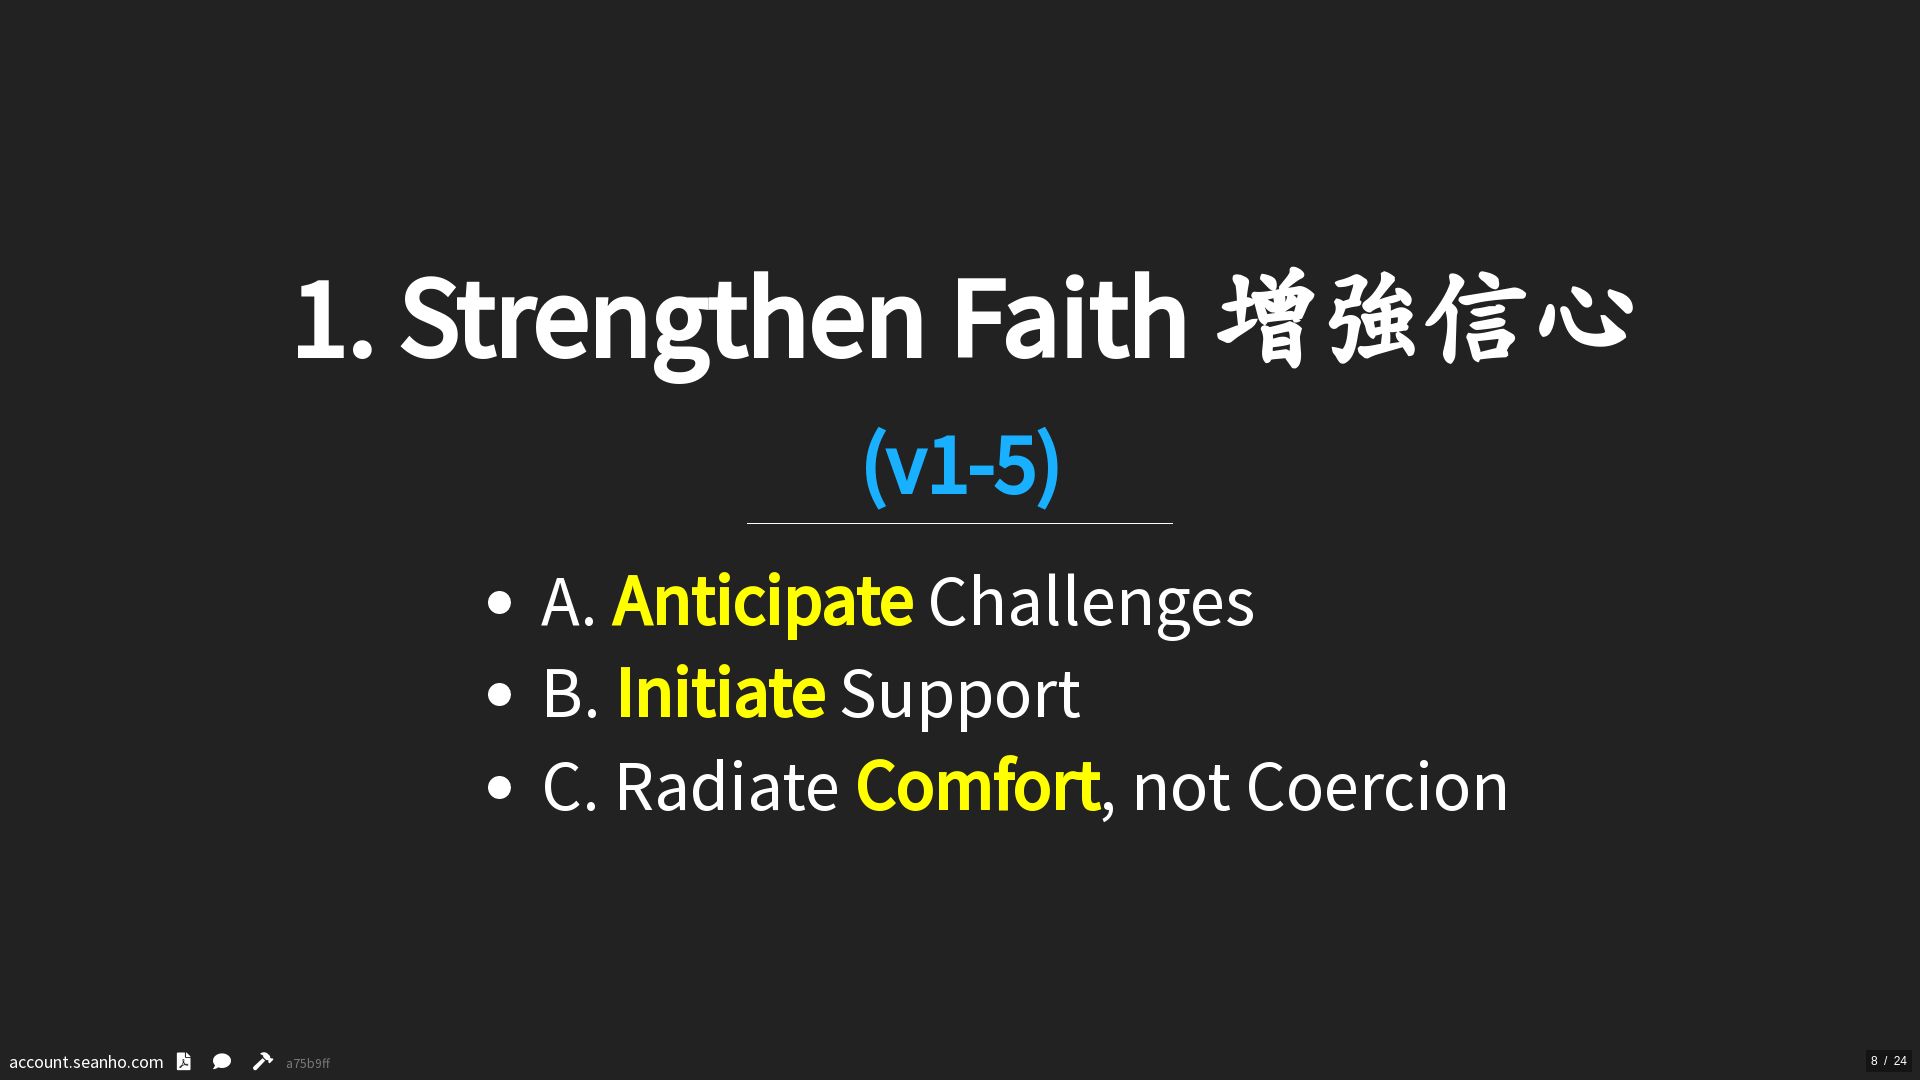 1. Strengthen Faith 增強信心
(v1-5)
A. Anticipate Challenges
B. Initiate Support
C. Radiate Comfort, not Coercion
account.seanho.com a75b9ff
8 / 24